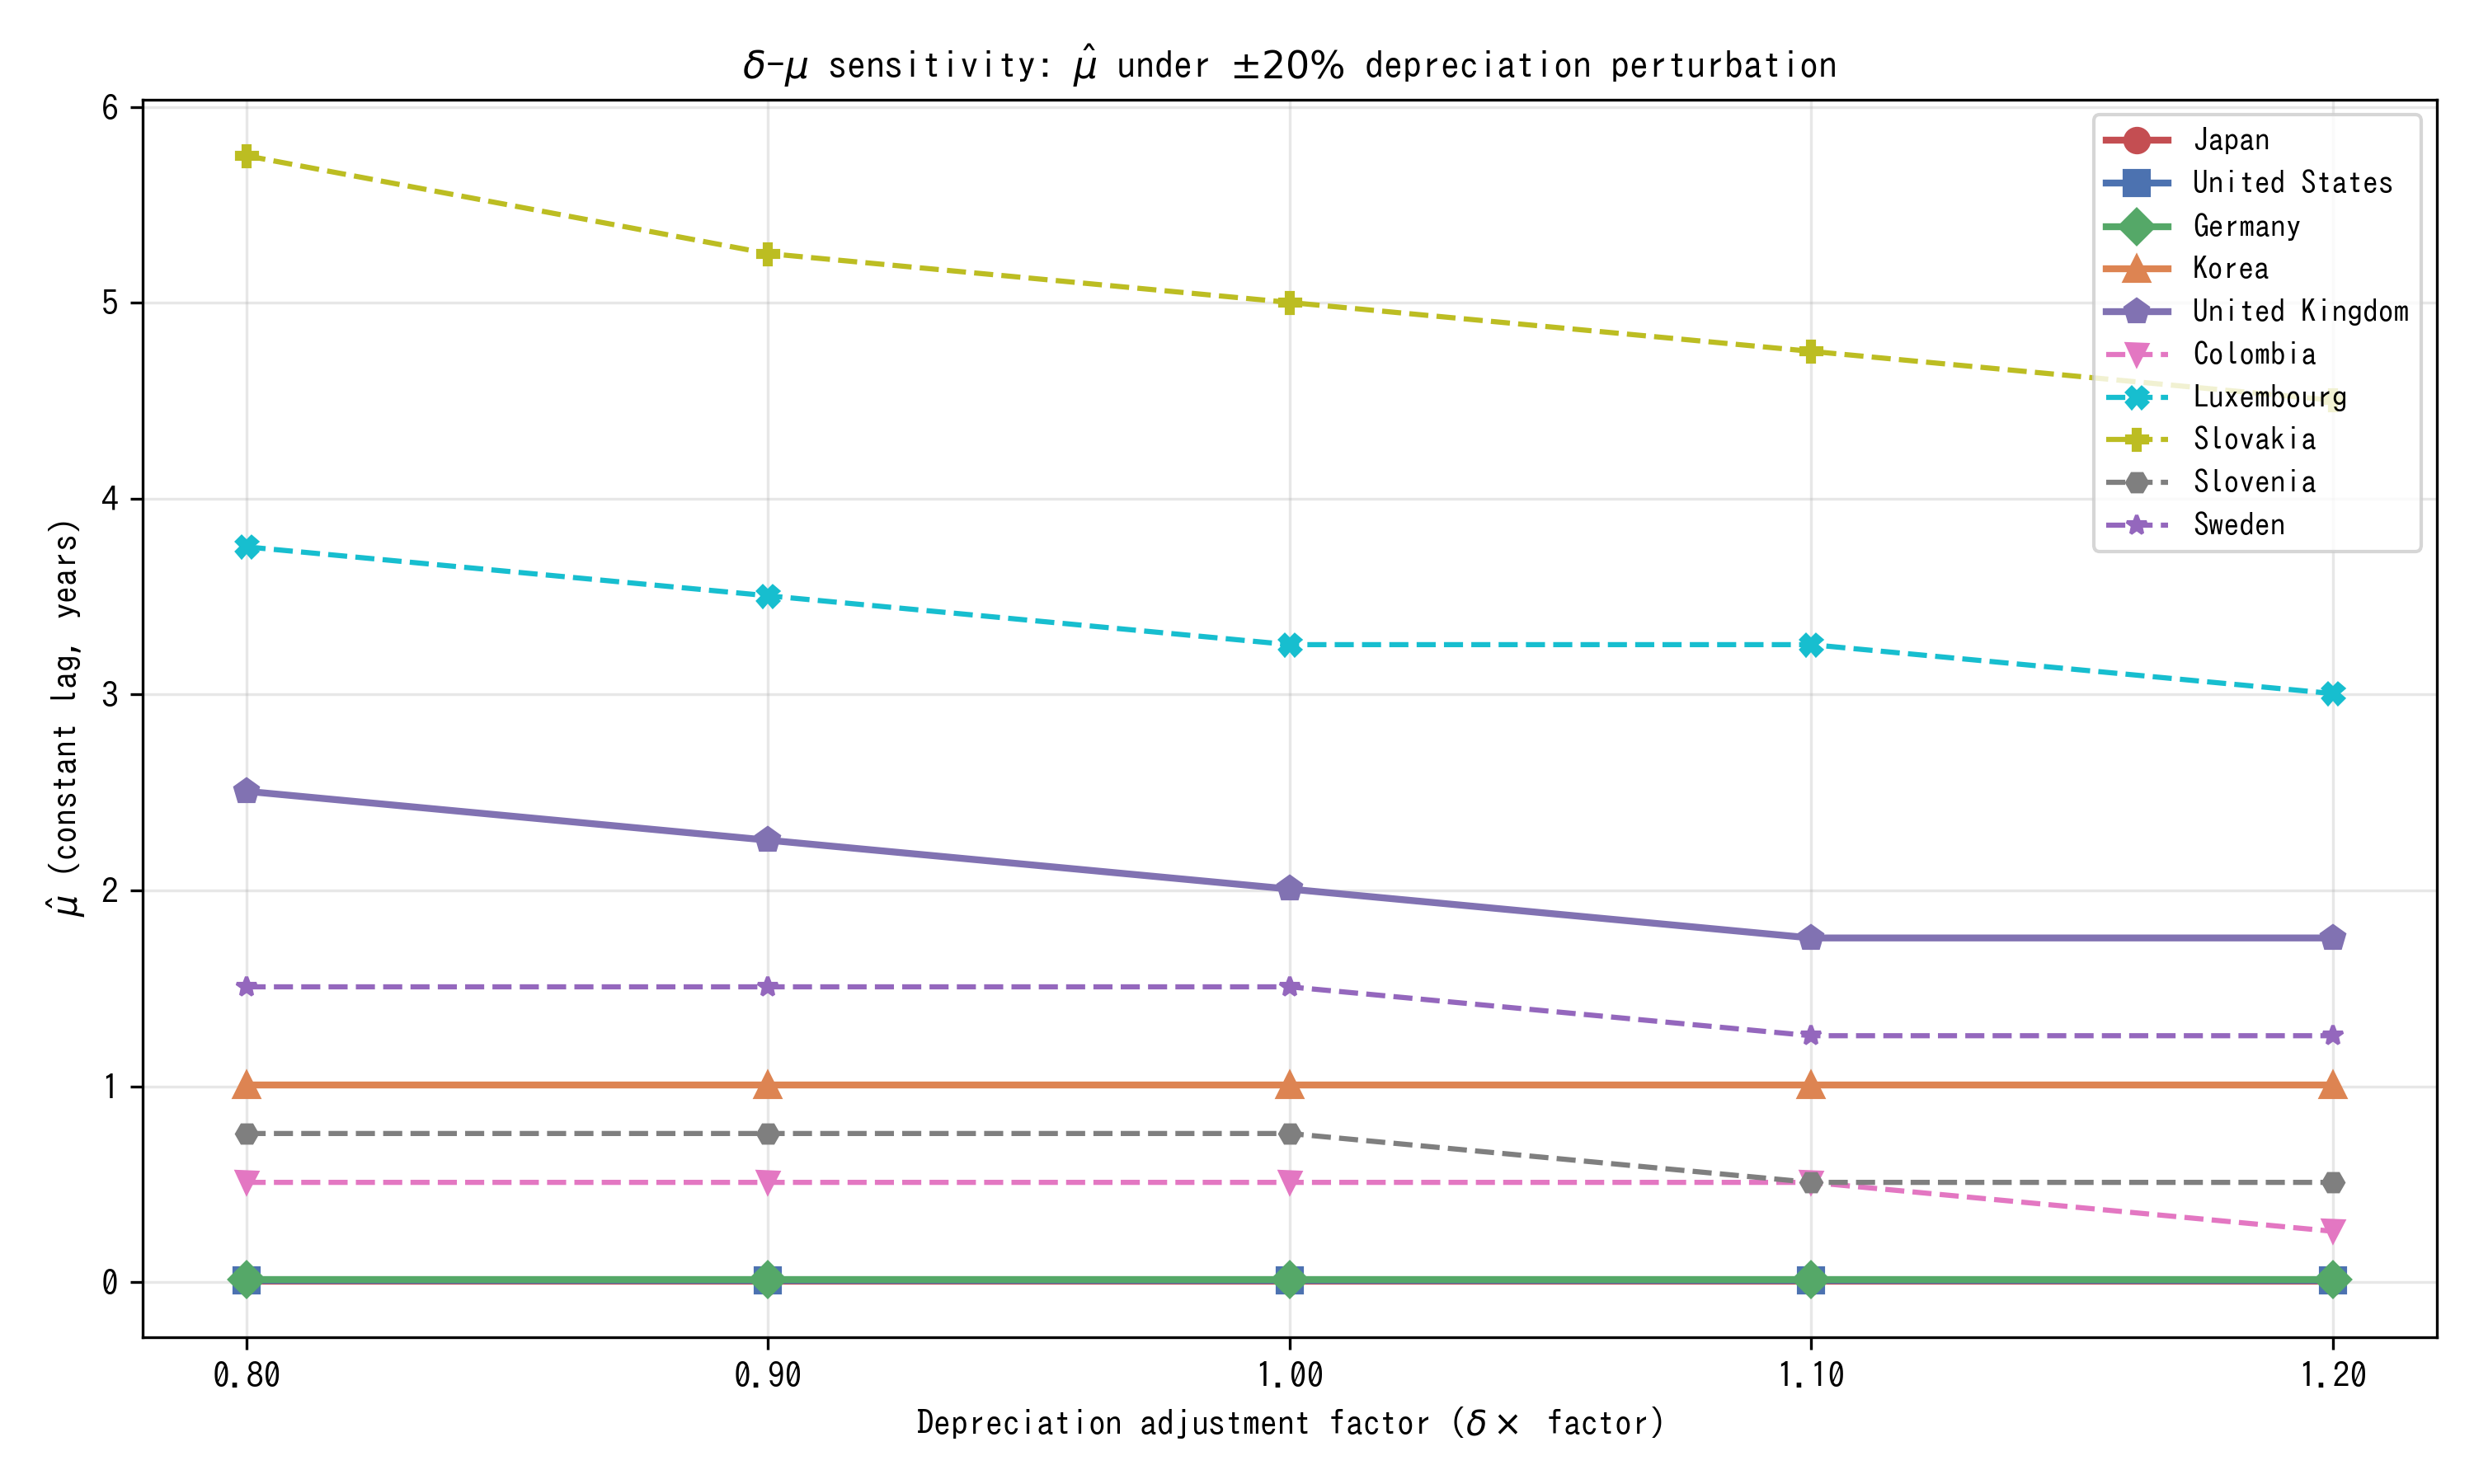 δ–μ sensitivity: μ̂ under ±20% depreciation perturbation
6
5
4
3
2
1
0
μ̂ (constant lag, years)
Japan
United States
Germany
Korea
United Kingdom
Colombia
Luxembourg
Slovakia
Slovenia
Sweden
0.80 0.90 1.00 1.10 1.20
Depreciation adjustment factor (δ× factor)